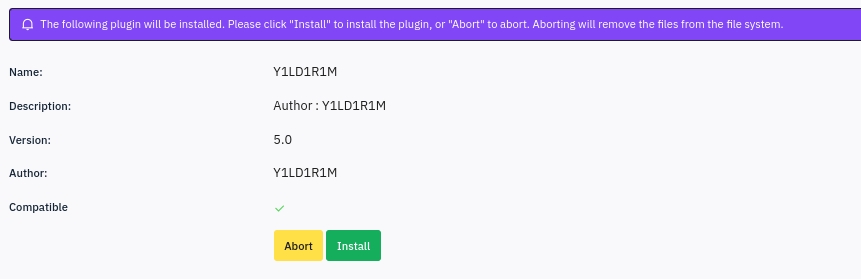 The following plugin will be installed. Please click "Install" to install the plugin, or "Abort" to abort. Aborting will remove the files from the file system.
Name: Y1LD1R1M
Description: Author : Y1LD1R1M
Version: 5.0
Author: Y1LD1R1M
Compatible
Abort Install